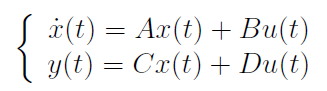 ẋ(t) = Ax(t) + Bu(t)
y(t) = Cx(t) + Du(t)